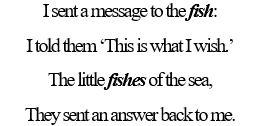 I sent a message to the fish:
I told them ‘This is what I wish.’
The little fishes of the sea,
They sent an answer back to me.